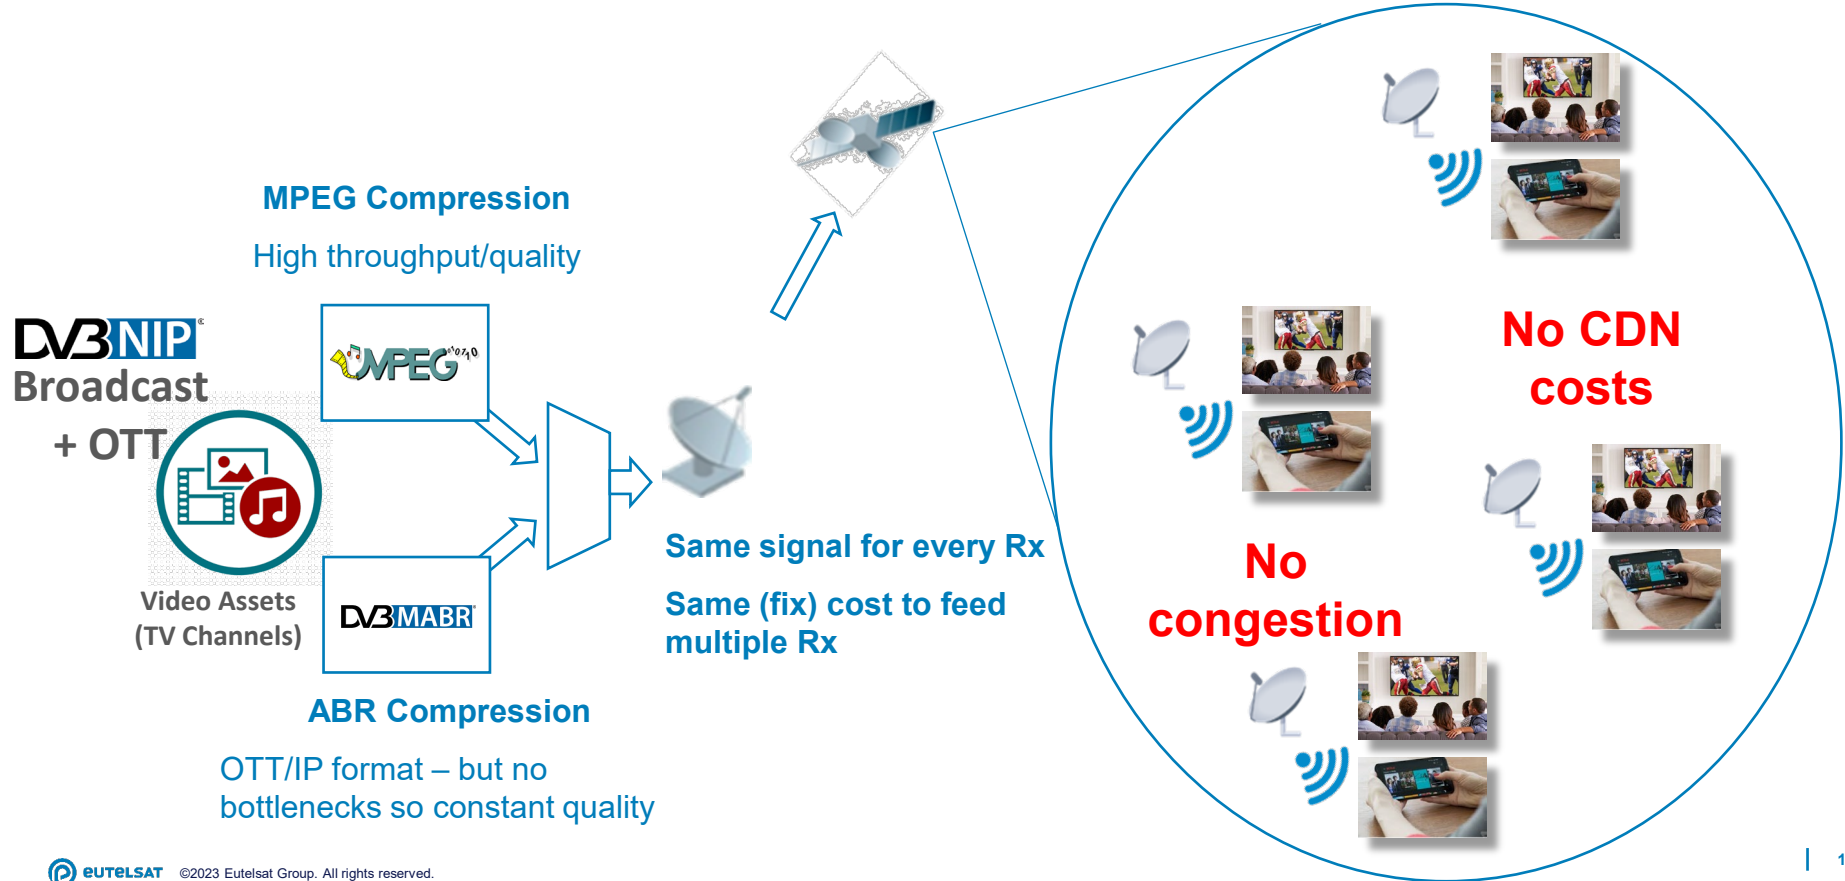 MPEG Compression
High throughput/quality
DVB NIP
Broadcast
+ OTT
MPEG
Video Assets
(TV Channels)
DVB MABR
ABR Compression
OTT/IP format – but no
bottlenecks so constant quality
Same signal for every Rx
Same (fix) cost to feed
multiple Rx
No CDN
costs
No
congestion
eutelsat
©2023 Eutelsat Group. All rights reserved.
1